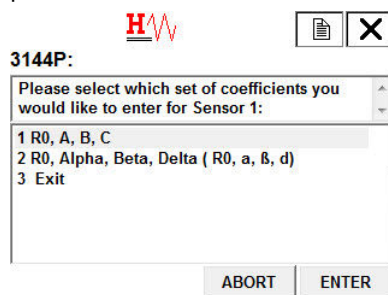 H
3144P:
Please select which set of coefficients you
would like to enter for Sensor 1:
1 R0, A, B, C
2 R0, Alpha, Beta, Delta ( R0, a, ß, d)
3 Exit
ABORT ENTER